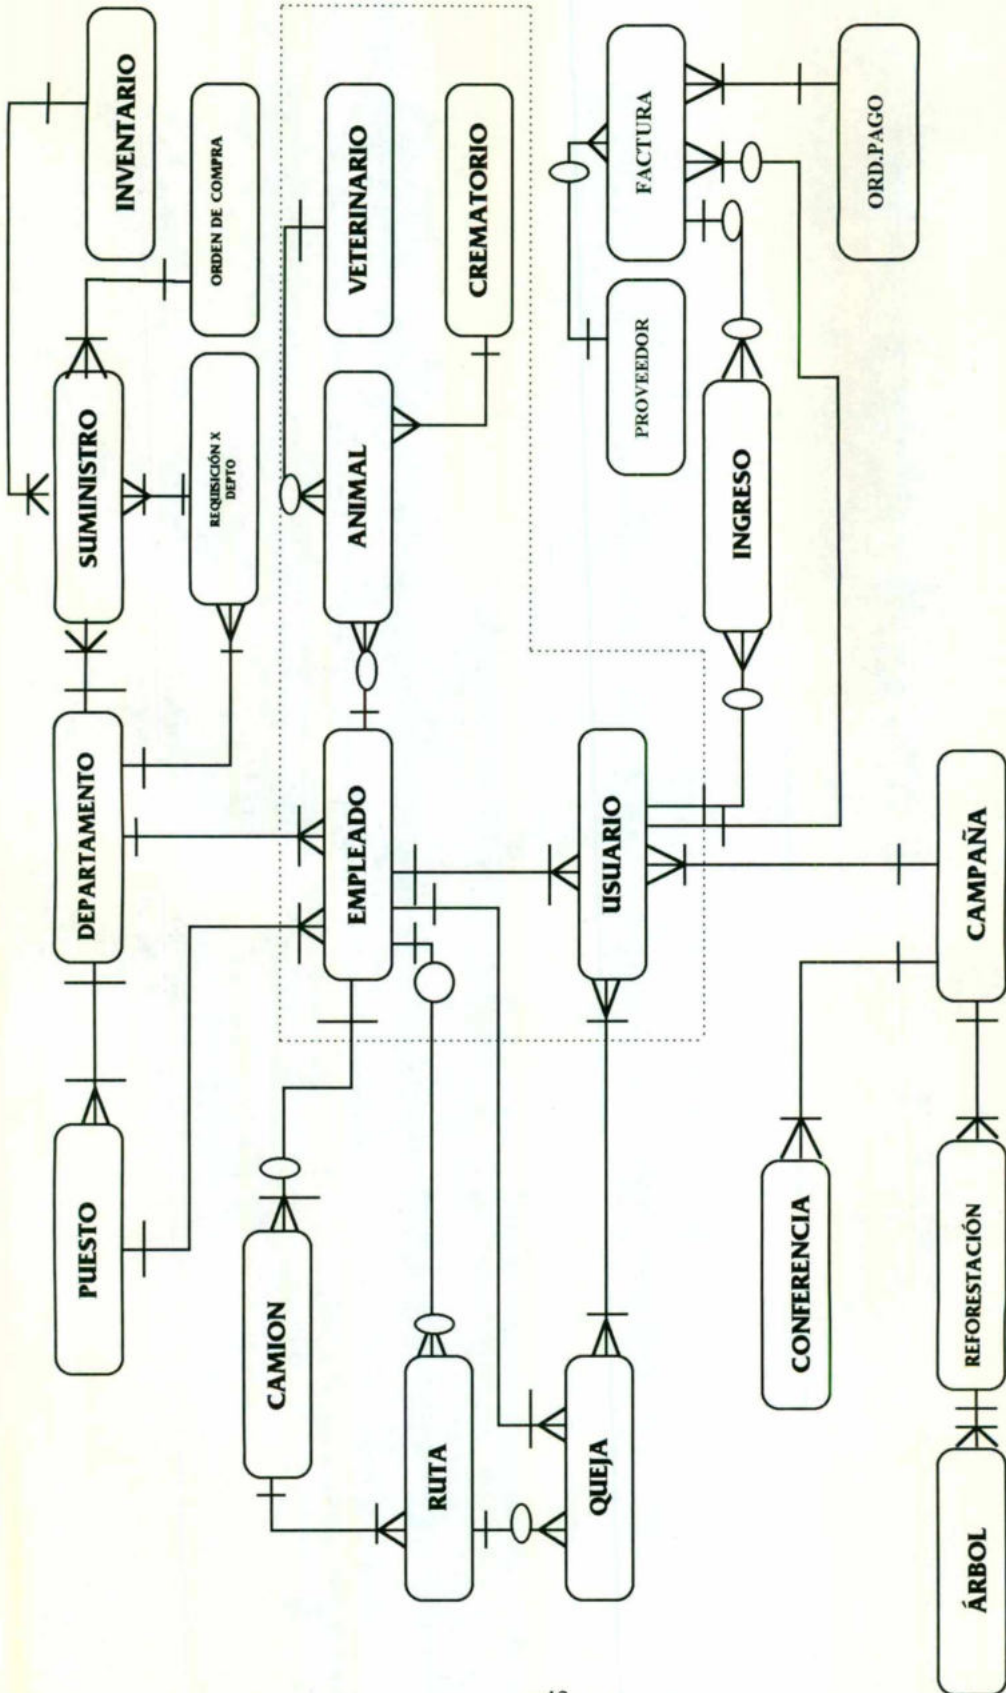 PUESTO
DEPARTAMENTO
SUMINISTRO
INVENTARIO
REQUISICIÓN X
DEPTO
ORDEN DE COMPRA
CAMION
EMPLEADO
ANIMAL
VETERINARIO
RUTA
CREMATORIO
QUEJA
USUARIO
PROVEEDOR
FACTURA
INGRESO
CONFERENCIA
ORD.PAGO
ÁRBOL
REFORESTACIÓN
CAMPAÑA